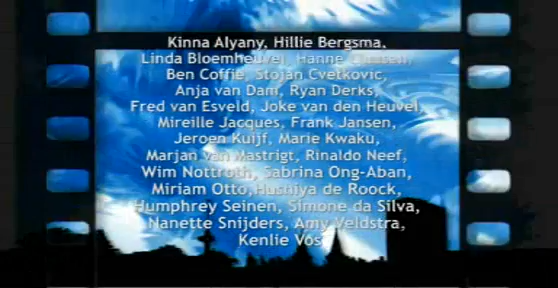 Kinna Alyany, Hillie Bergsma,
Linda Bloemheuvel, Hanne
Ben Coffie, Stojan Cvetkovic,
Anja van Dam, Ryan Derks,
Fred van Esveld, Joke van den Heuvel,
Mireille Jacques, Frank Jansen,
Jeroen Kuijf, Marie Kwaku,
Marjan van Mastrigt, Rinaldo Neef,
Wim Nottroth, Sabrina Ong-Aban,
Miriam Otto,Husniya de Roock,
Humphrey Seinen, Simone da Silva,
Nanette Snijders, Amy Veldstra,
Kenlie Vos